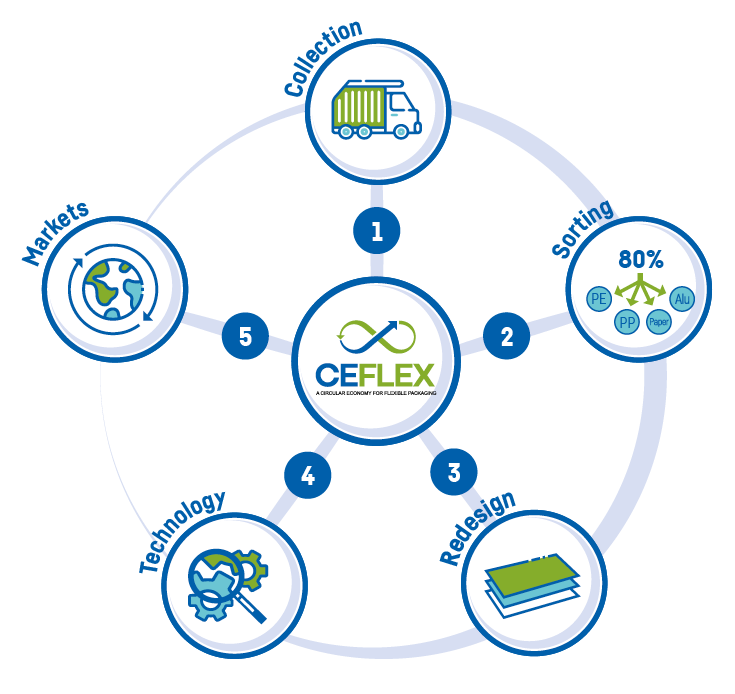 Collection
1
Markets
Sorting
80%
PE
Alu
PP
Paper
5
2
CEFLEX
A CIRCULAR ECONOMY FOR FLEXIBLE PACKAGING
4
3
Technology
Redesign